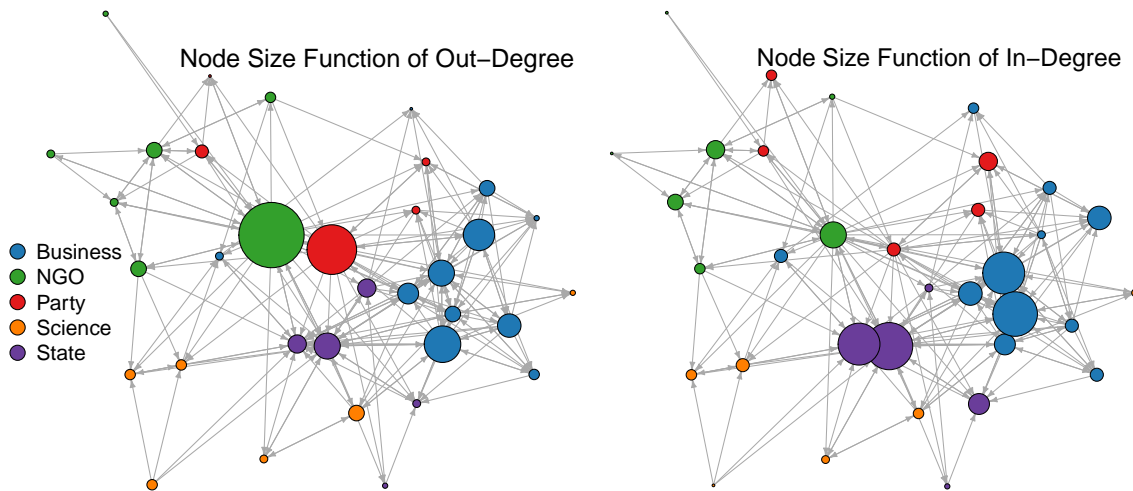 Node Size Function of Out−Degree
Node Size Function of In−Degree
Business
NGO
Party
Science
State